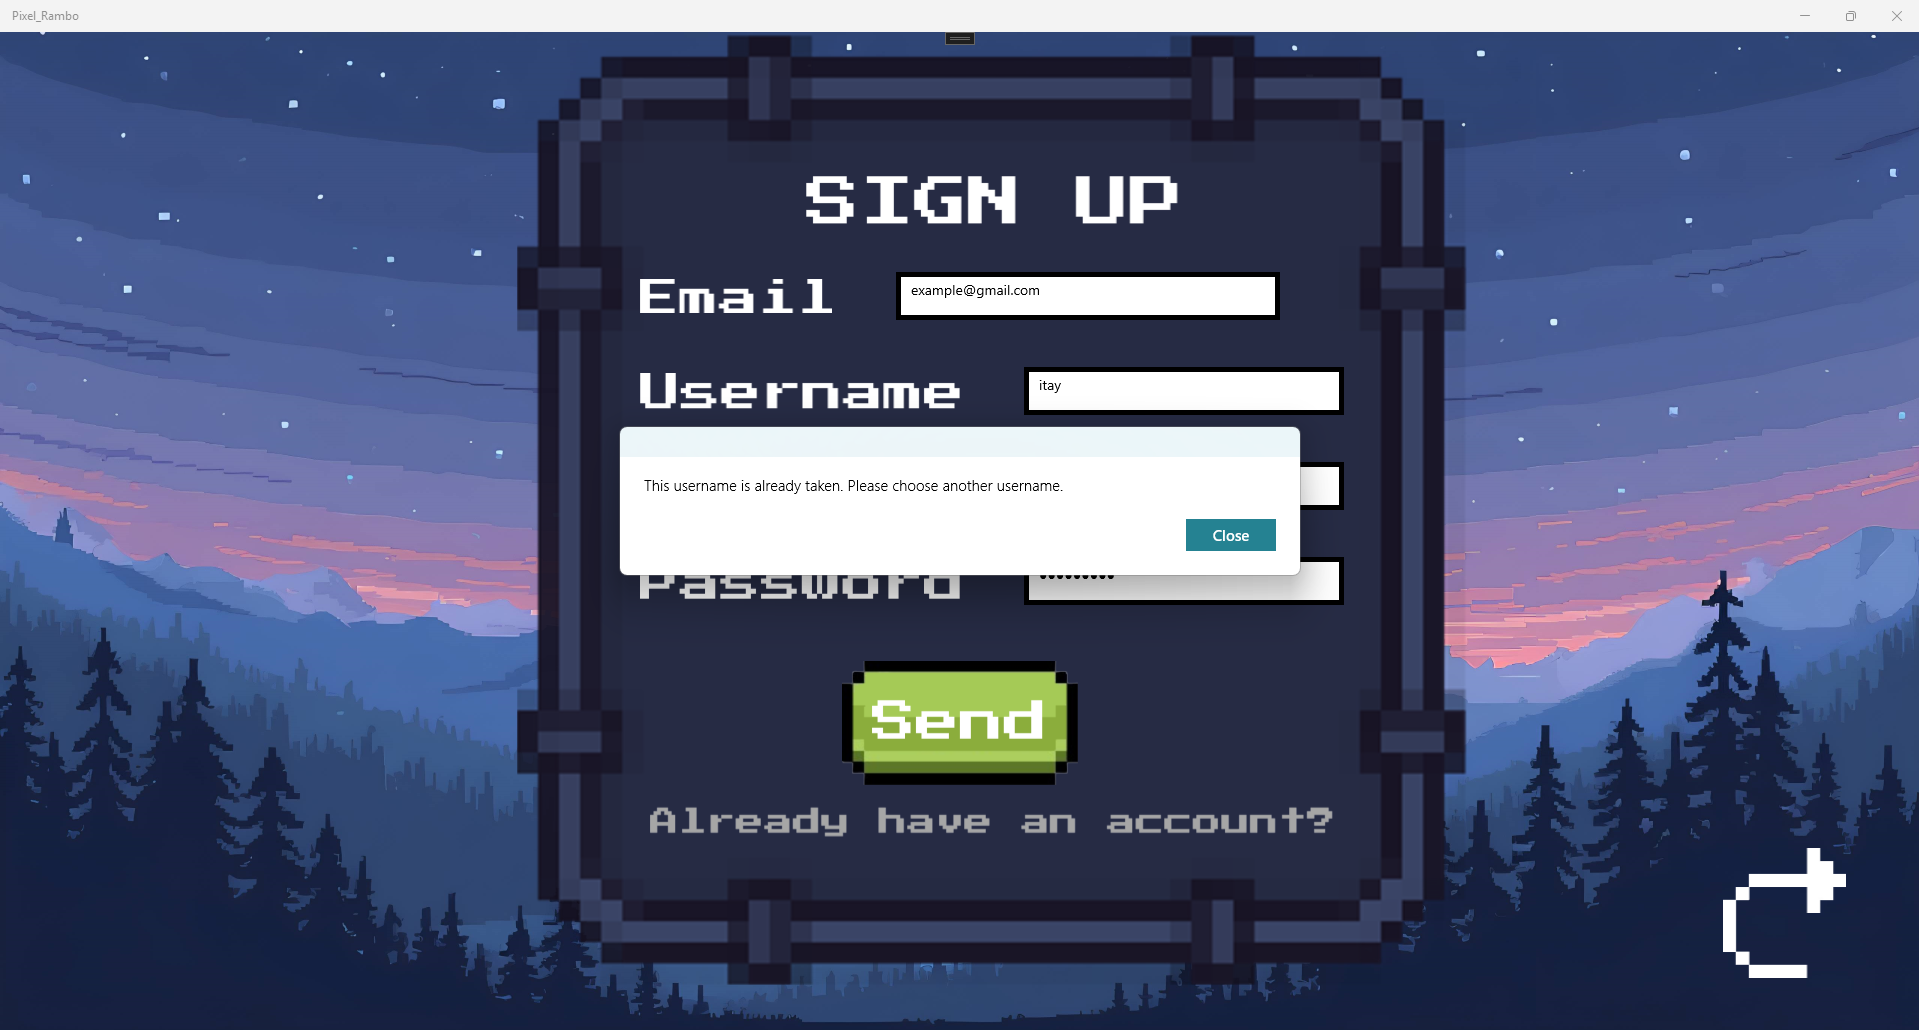 Pixel_Rambo
SIGN UP
Email
example@gmail.com
Username
itay
This username is already taken. Please choose another username.
Close
Password
Send
Already have an account?